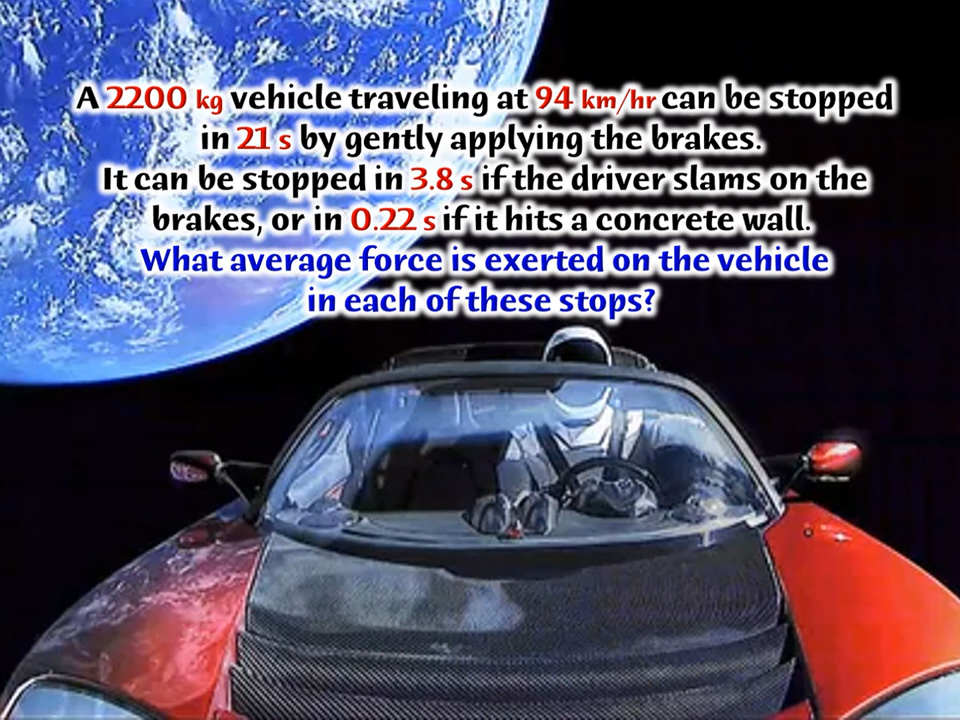 A 2200 kg vehicle traveling at 94 km/hr can be stopped
in 21 s by gently applying the brakes.
It can be stopped in 3.8 s if the driver slams on the
brakes, or in 0.22 s if it hits a concrete wall.
What average force is exerted on the vehicle
in each of these stops?